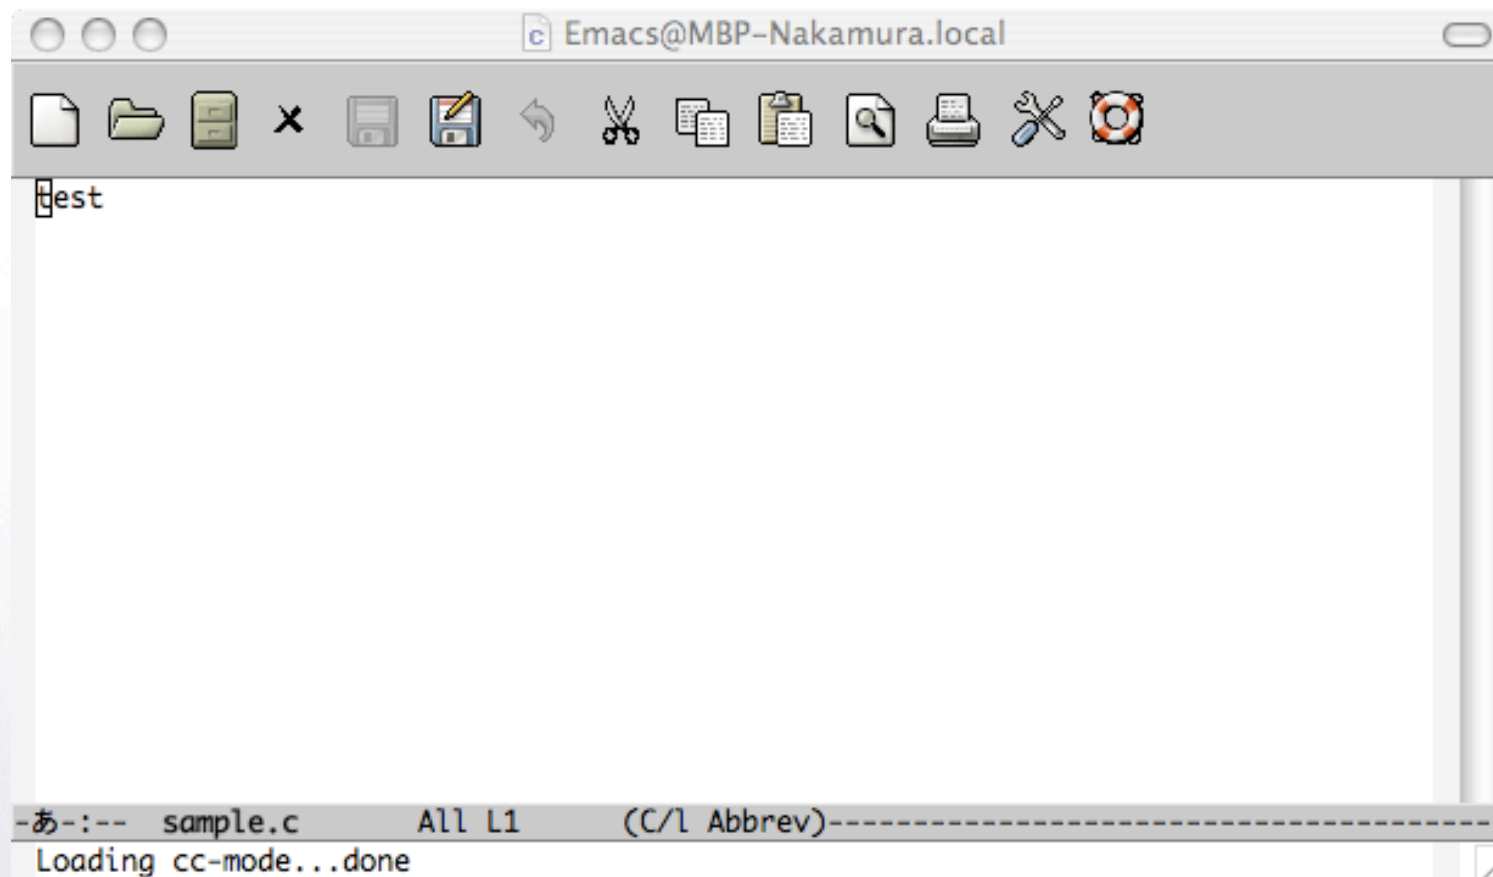 Emacs@MBP-Nakamura.local
test
-あ-:-- sample.c All L1 (C/l Abbrev)---------------------------------------
Loading cc-mode...done